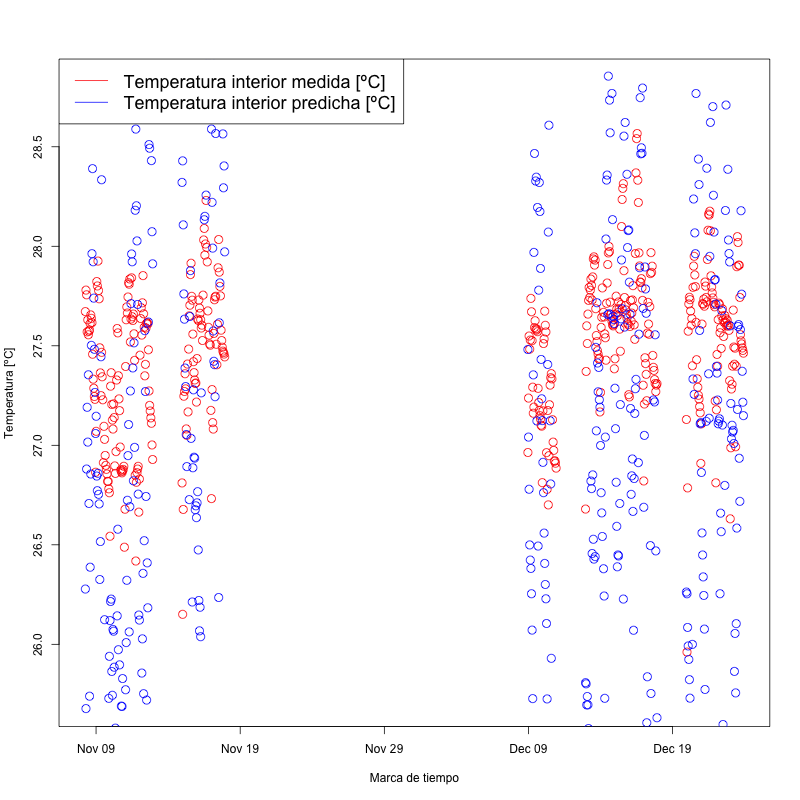 Temperatura interior medida [ºC]
Temperatura interior predicha [ºC]
28.5
28.0
27.5
27.0
26.5
26.0
Temperatura [ºC]
Nov 09 Nov 19 Nov 29 Dec 09 Dec 19
Marca de tiempo